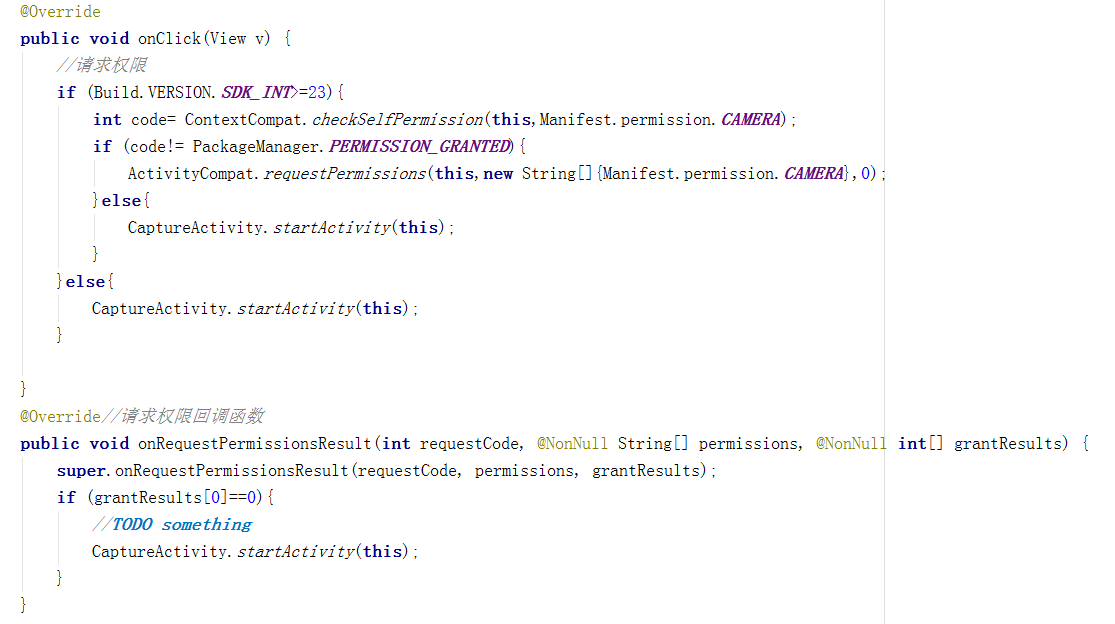 @Override
public void onClick(View v) {
    //请求权限
    if (Build.VERSION.SDK_INT>=23){
        int code= ContextCompat.checkSelfPermission(this,Manifest.permission.CAMERA);
        if (code!= PackageManager.PERMISSION_GRANTED){
            ActivityCompat.requestPermissions(this,new String[]{Manifest.permission.CAMERA},0);
        }else{
            CaptureActivity.startActivity(this);
        }
    }else{
        CaptureActivity.startActivity(this);
    }

}
@Override//请求权限回调函数
public void onRequestPermissionsResult(int requestCode, @NonNull String[] permissions, @NonNull int[] grantResults) {
    super.onRequestPermissionsResult(requestCode, permissions, grantResults);
    if (grantResults[0]==0){
        //TODO something
        CaptureActivity.startActivity(this);
    }
}